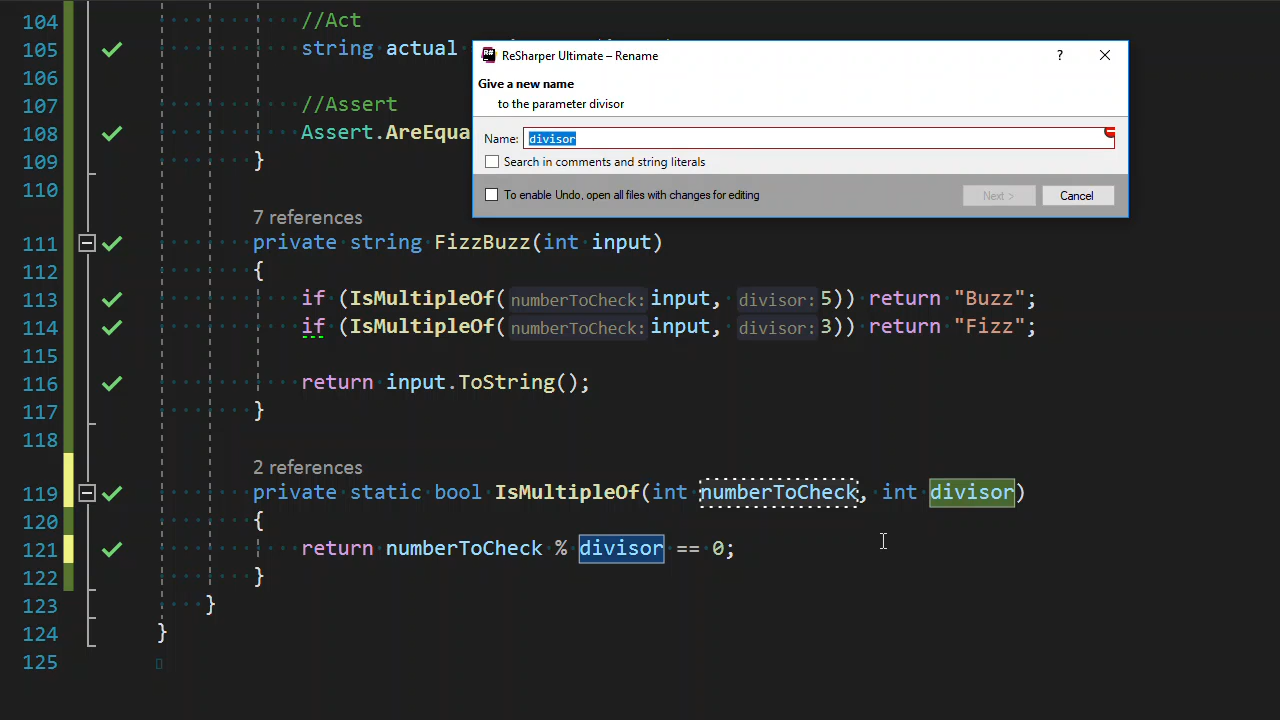 104 //Act
105 string actual
106
107 //Assert
108 Assert.AreEqua
109 }
110
7 references
111 private string FizzBuzz(int input)
112 {
113 if (IsMultipleOf(numberToCheck: input, divisor: 5)) return "Buzz";
114 if (IsMultipleOf(numberToCheck: input, divisor: 3)) return "Fizz";
115
116 return input.ToString();
117 }
118
2 references
119 private static bool IsMultipleOf(int numberToCheck, int divisor)
120 {
121 return numberToCheck % divisor == 0;
122 }
123 }
124 }
125
R# ReSharper Ultimate – Rename ?
Give a new name
to the parameter divisor
Name: divisor
Search in comments and string literals
To enable Undo, open all files with changes for editing
Next > Cancel